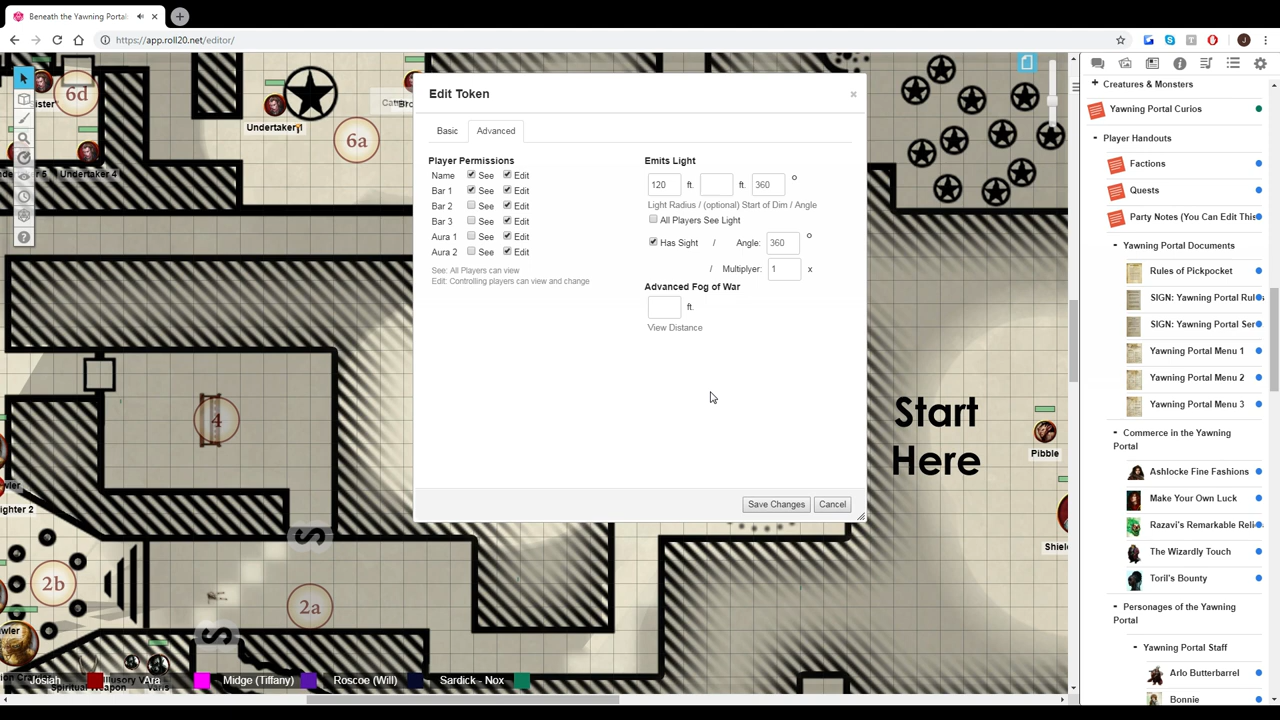 Beneath the Yawning Portal
https://app.roll20.net/editor/
6d
Undertaker 4
Undertaker
6a
Edit Token
Basic
Advanced
Player Permissions
Name See Edit
Bar 1 See Edit
Bar 2 See Edit
Bar 3 See Edit
Aura 1 See Edit
Aura 2 See Edit
See: All Players can view
Edit: Controlling players can view and change
Emits Light
120 ft. ft. 360 °
Light Radius / (optional) Start of Dim / Angle
All Players See Light
Has Sight / Angle: 360 °
/ Multiplyer: 1 x
Advanced Fog of War
ft.
View Distance
Save Changes
Cancel
4
S
2b
2a
S
Start
Here
Pibble
Shiel
ighter 2
Josiah
Ara
Midge (Tiffany)
Roscoe (Will)
Sardick - Nox
Creatures & Monsters
Yawning Portal Curios
Player Handouts
Factions
Quests
Party Notes (You Can Edit This
Yawning Portal Documents
Rules of Pickpocket
SIGN: Yawning Portal Rul
SIGN: Yawning Portal Ser
Yawning Portal Menu 1
Yawning Portal Menu 2
Yawning Portal Menu 3
Commerce in the Yawning
Portal
Ashlocke Fine Fashions
Make Your Own Luck
Razavi's Remarkable Reli
The Wizardly Touch
Toril's Bounty
Personages of the Yawning
Portal
Yawning Portal Staff
Arlo Butterbarrel
Bonnie